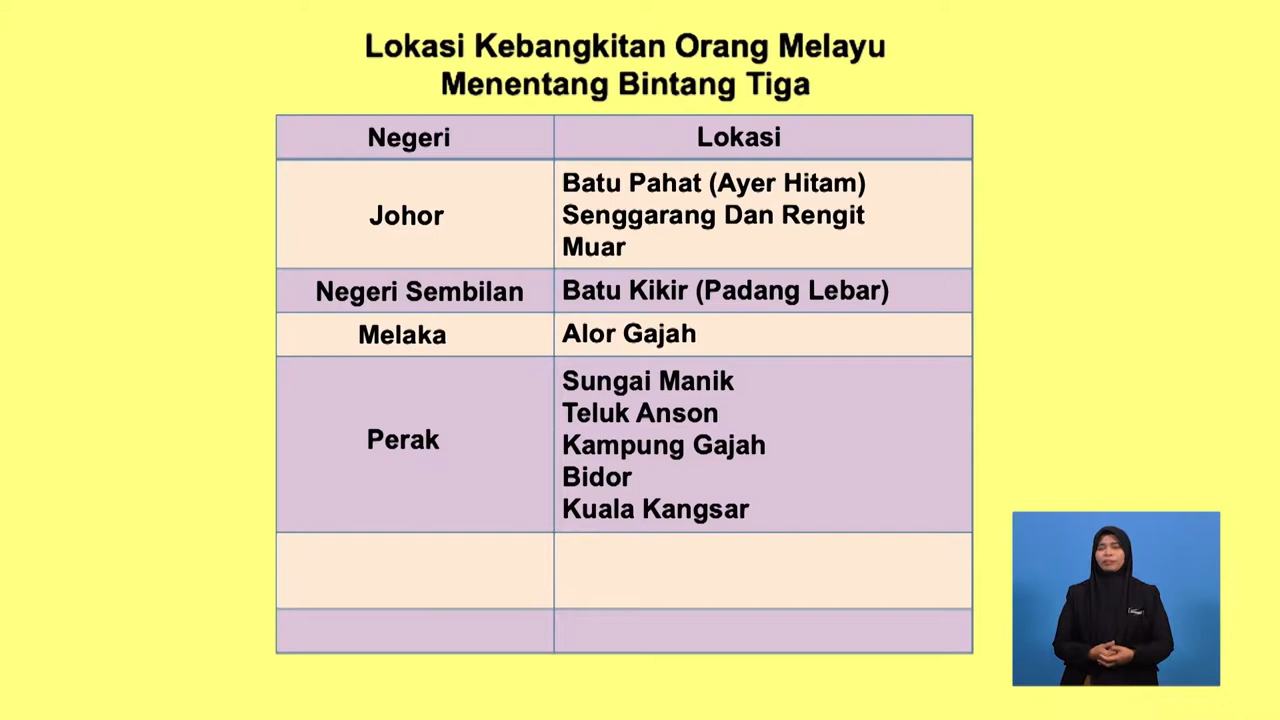 Lokasi Kebangkitan Orang Melayu
Menentang Bintang Tiga
Negeri
Lokasi
Johor
Batu Pahat (Ayer Hitam)
Senggarang Dan Rengit
Muar
Negeri Sembilan
Batu Kikir (Padang Lebar)
Melaka
Alor Gajah
Perak
Sungai Manik
Teluk Anson
Kampung Gajah
Bidor
Kuala Kangsar